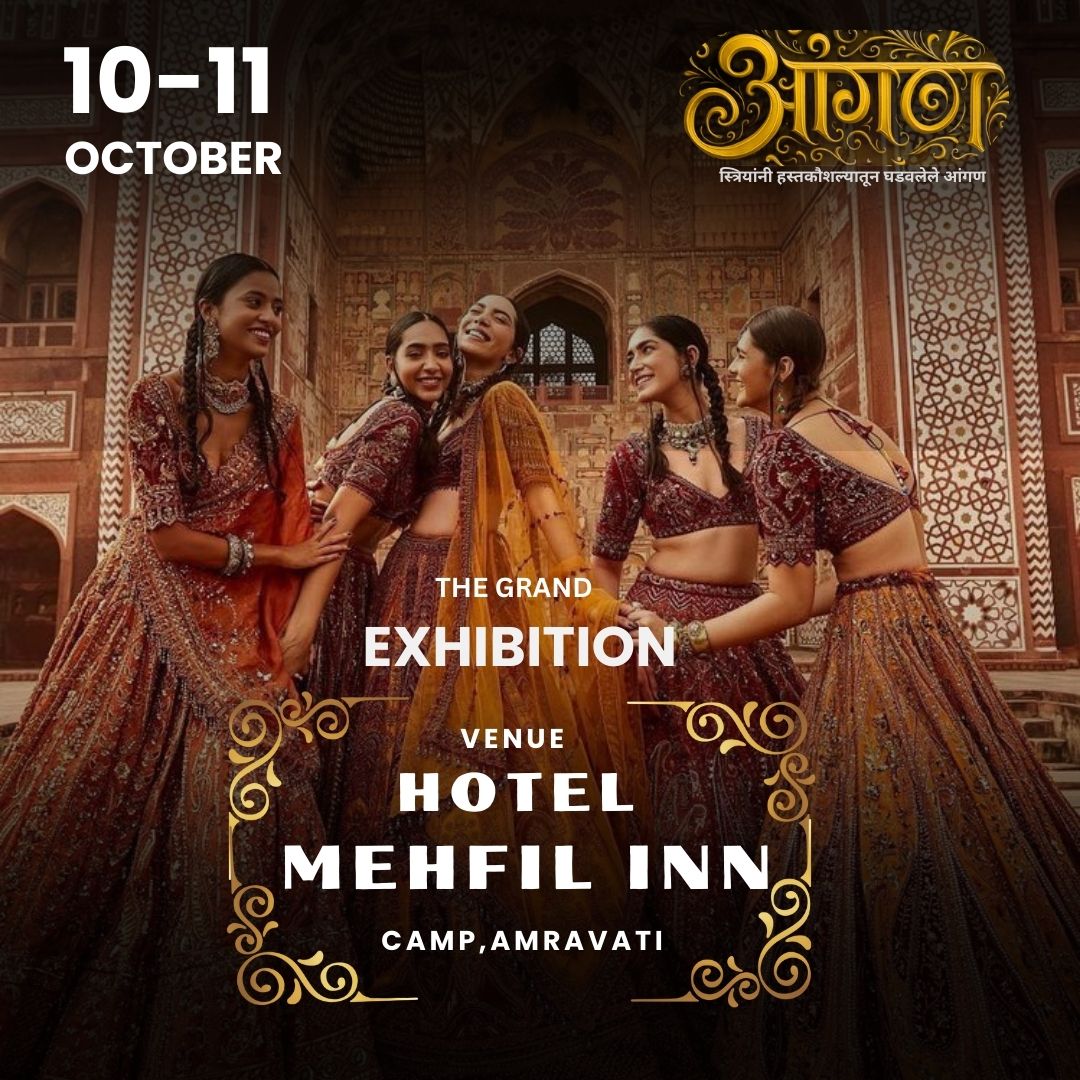 10-11
OCTOBER
आंगण
स्त्रियांनी हस्तकौशल्यातून घडवलेले आंगण
THE GRAND
EXHIBITION
VENUE
HOTEL
MEHFIL INN
CAMP,AMRAVATI